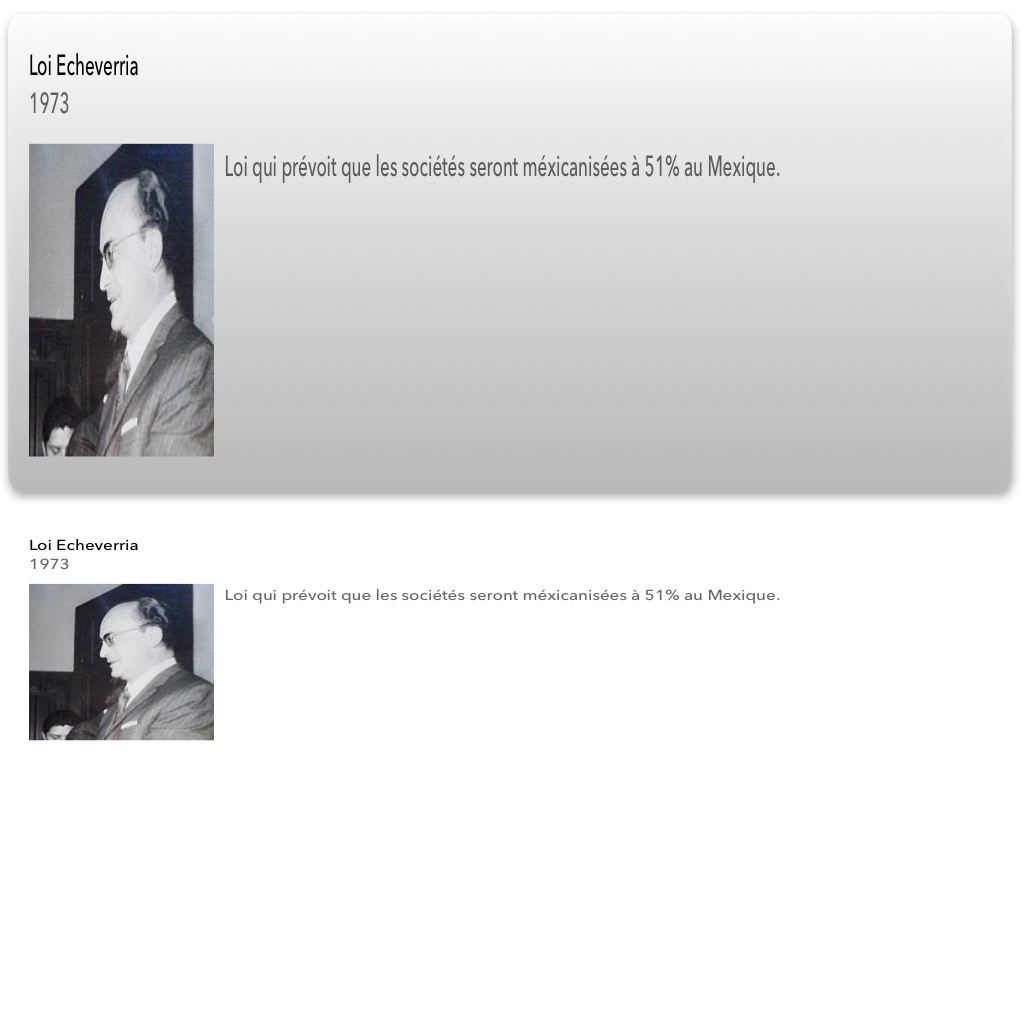 Loi Echeverria
1973
Loi qui prévoit que les sociétés seront méxicanisées à 51% au Mexique.
Loi Echeverria
1973
Loi qui prévoit que les sociétés seront méxicanisées à 51% au Mexique.